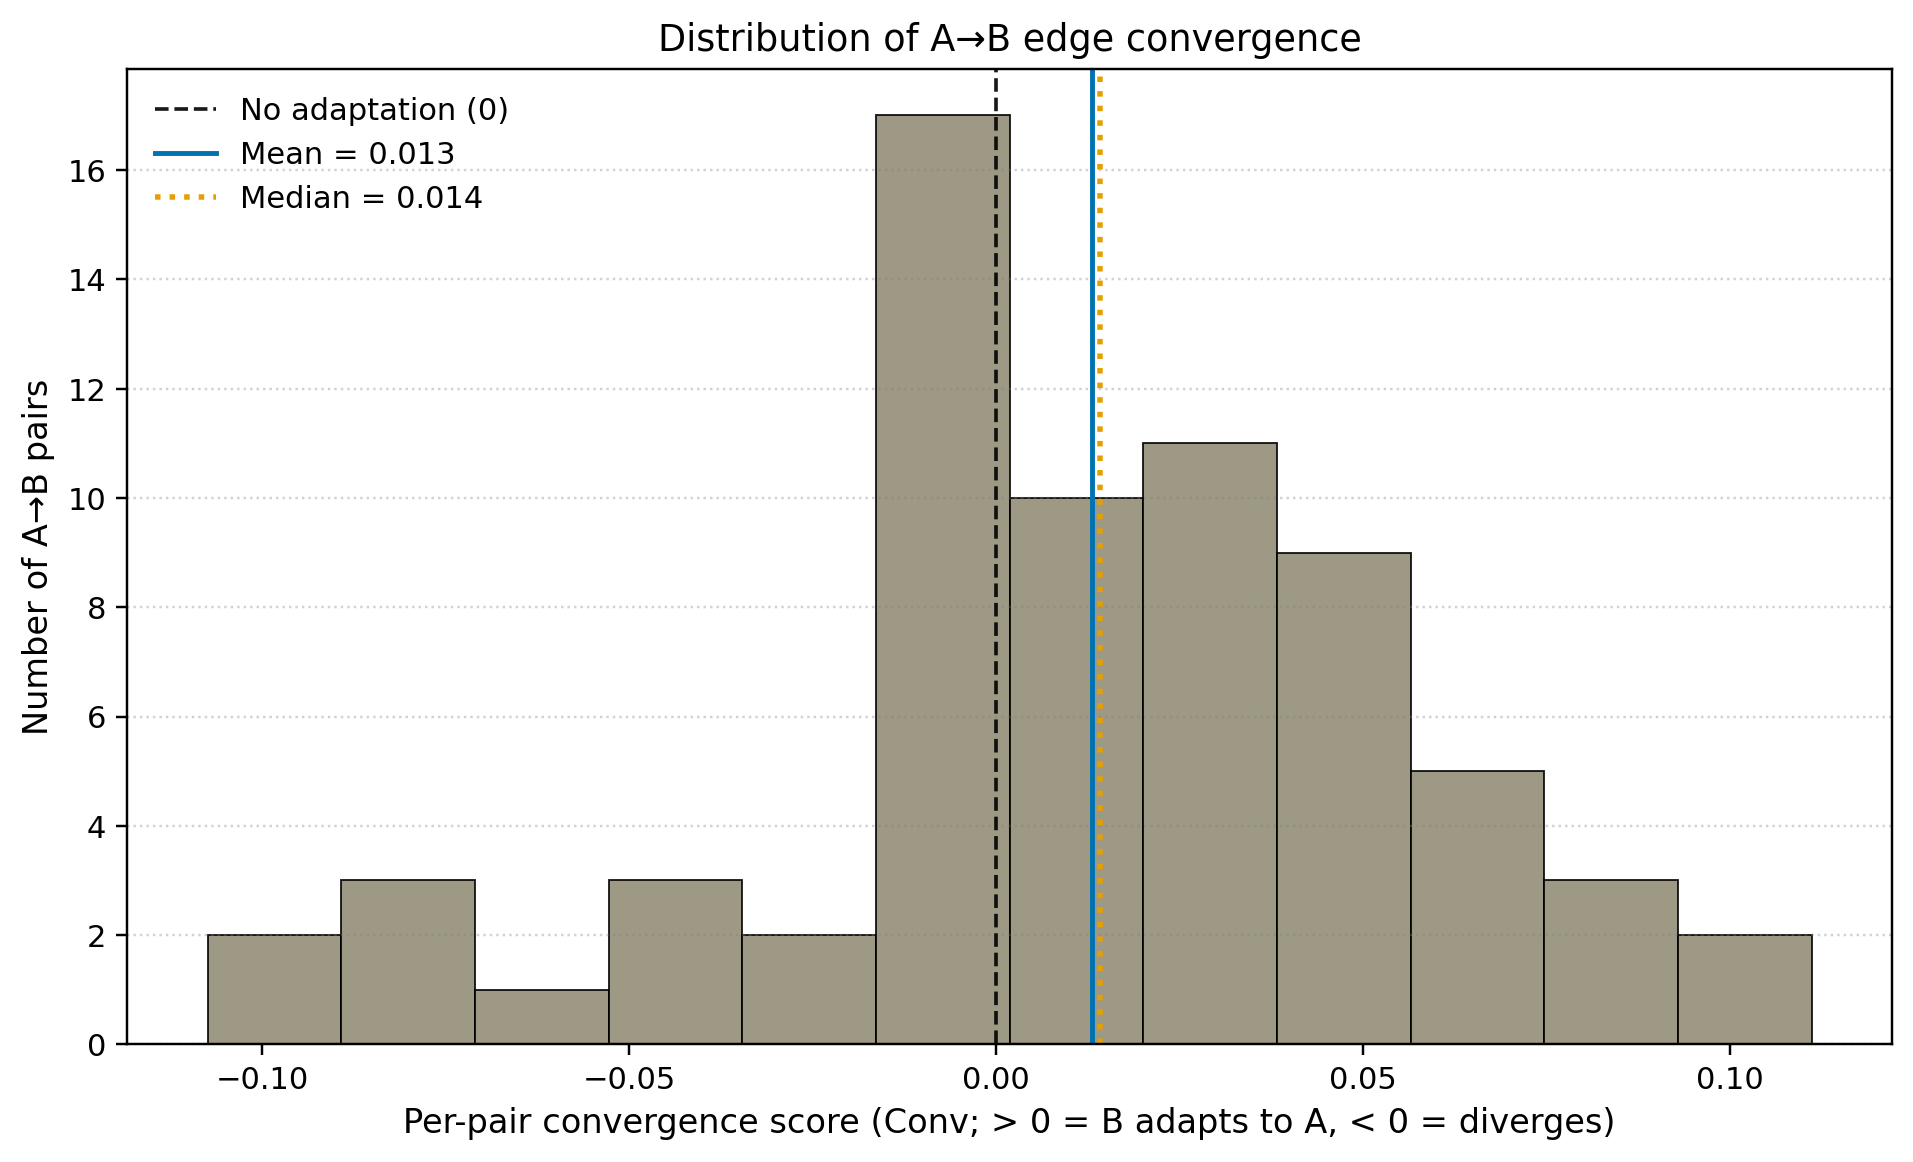 Distribution of A→B edge convergence
No adaptation (0)
Mean = 0.013
Median = 0.014
Number of A→B pairs
16
14
12
10
8
6
4
2
0
−0.10
−0.05
0.00
0.05
0.10
Per-pair convergence score (Conv; > 0 = B adapts to A, < 0 = diverges)